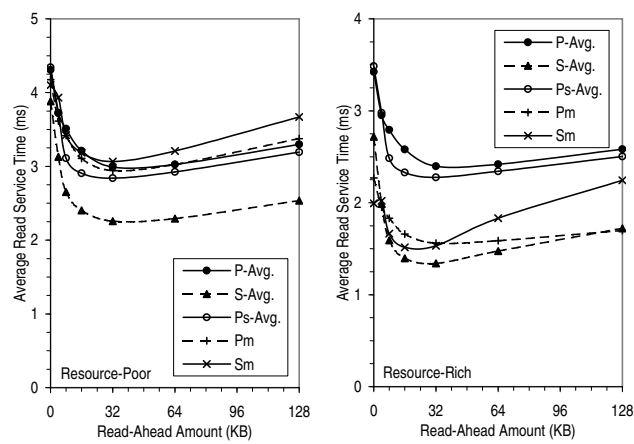 Average Read Service Time (ms)
5
4
3
2
1
0
P-Avg.
S-Avg.
Ps-Avg.
Pm
Sm
Resource-Poor
0 32 64 96 128
Read-Ahead Amount (KB)
Average Read Service Time (ms)
4
3
2
1
0
P-Avg.
S-Avg.
Ps-Avg.
Pm
Sm
Resource-Rich
0 32 64 96 128
Read-Ahead Amount (KB)